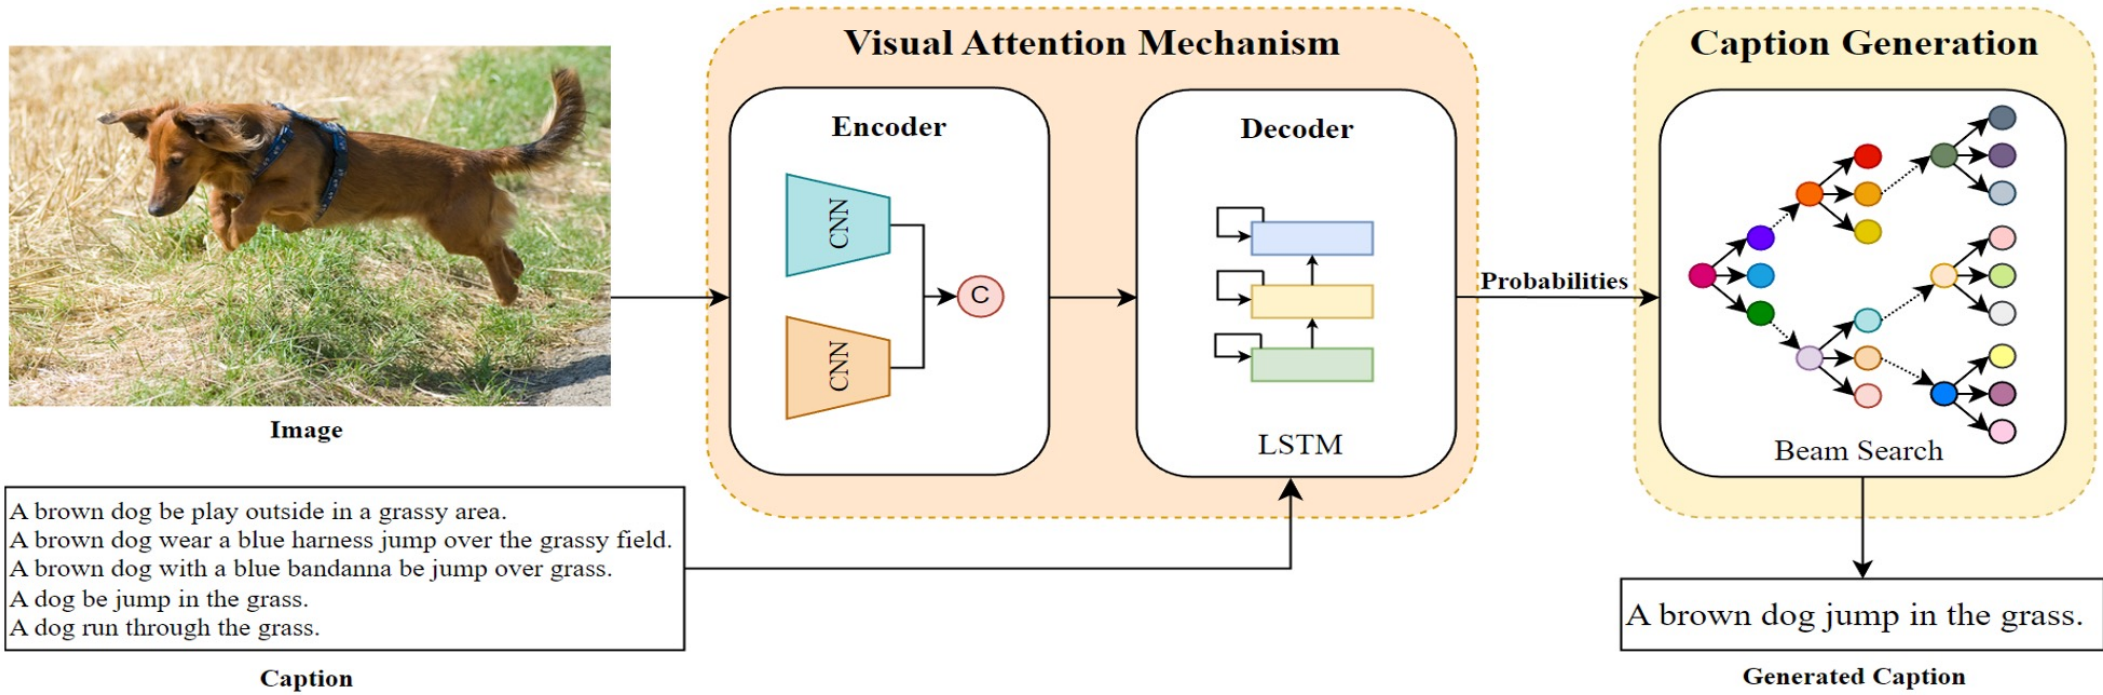 Visual Attention Mechanism
Caption Generation
Encoder
Decoder
CNN
CNN
C
LSTM
Probabilities
Beam Search
Image
A brown dog be play outside in a grassy area.
A brown dog wear a blue harness jump over the grassy field.
A brown dog with a blue bandanna be jump over grass.
A dog be jump in the grass.
A dog run through the grass.
Caption
A brown dog jump in the grass.
Generated Caption